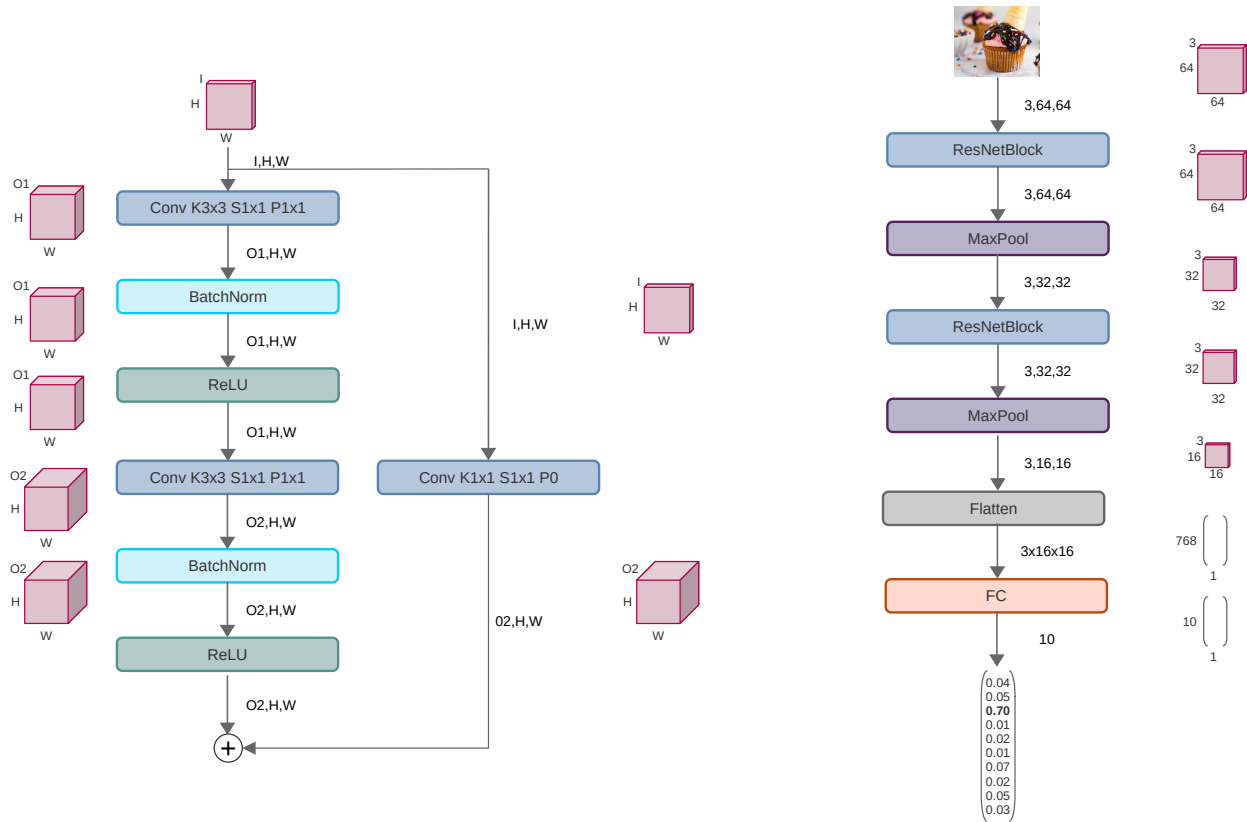 I
H
W
I,H,W
O1
H
W
Conv K3x3 S1x1 P1x1
O1,H,W
O1
H
W
BatchNorm
O1,H,W
O1
H
W
ReLU
O1,H,W
O2
H
W
Conv K3x3 S1x1 P1x1
O2,H,W
O2
H
W
BatchNorm
O2,H,W
ReLU
O2,H,W
+
I,H,W
I
H
W
Conv K1x1 S1x1 P0
02,H,W
O2
H
W
3,64,64
ResNetBlock
3,64,64
MaxPool
3,32,32
ResNetBlock
3,32,32
MaxPool
3,16,16
Flatten
3x16x16
FC
10
0.04
0.05
0.70
0.01
0.02
0.01
0.07
0.02
0.05
0.03
3
64
64
3
64
64
3
32
32
3
32
32
3
16
16
768
1
10
1